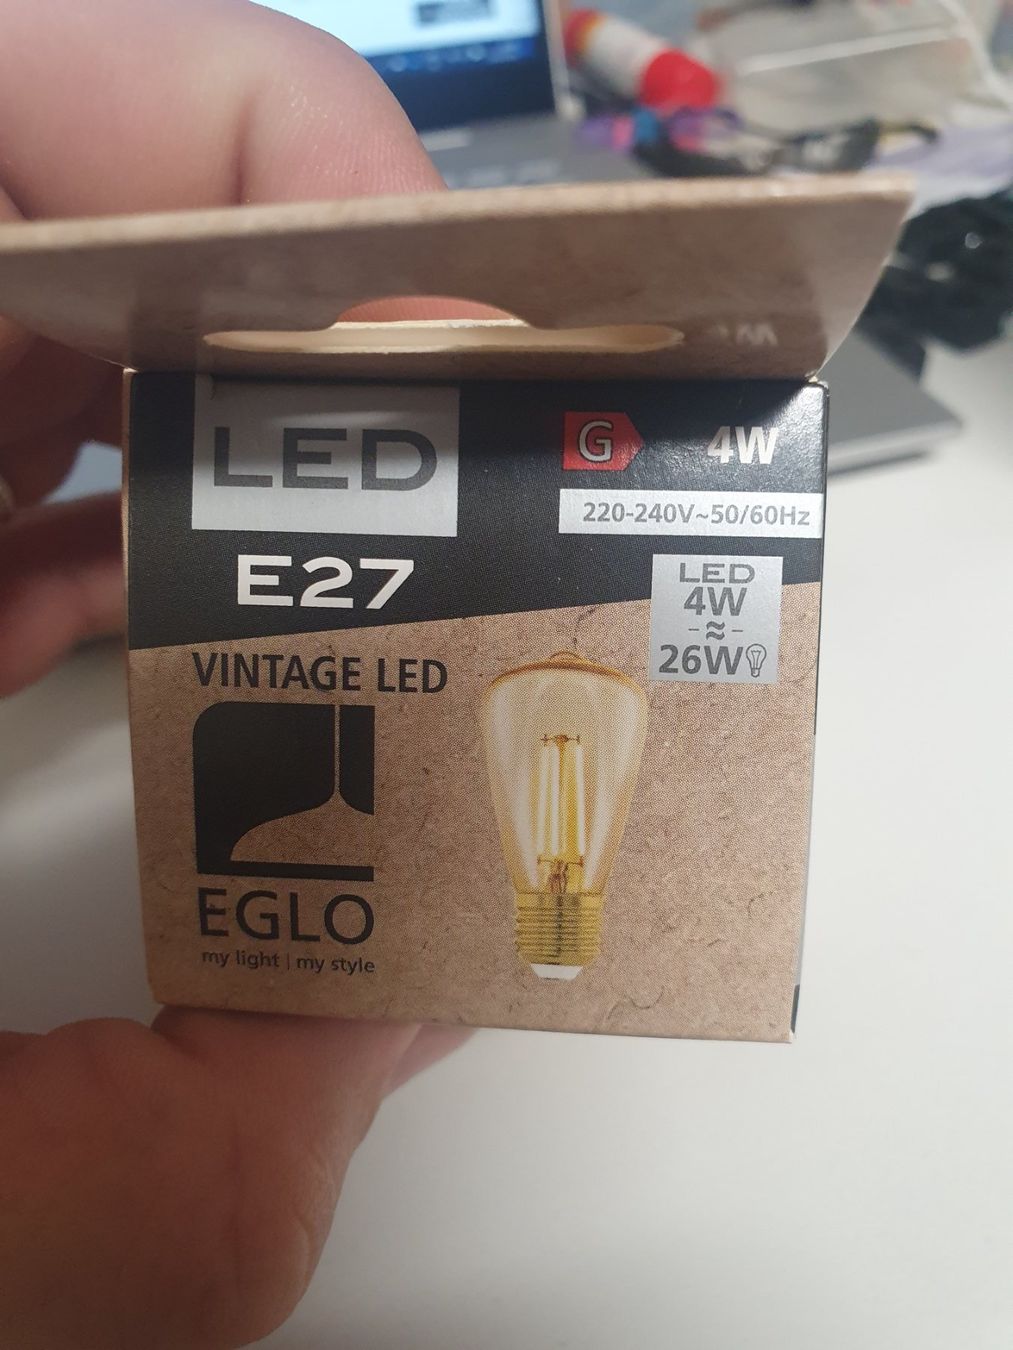 LED
G 4W
220-240V~50/60Hz
E27
LED
4W
≈
26W
VINTAGE LED
EGLO
my light | my style